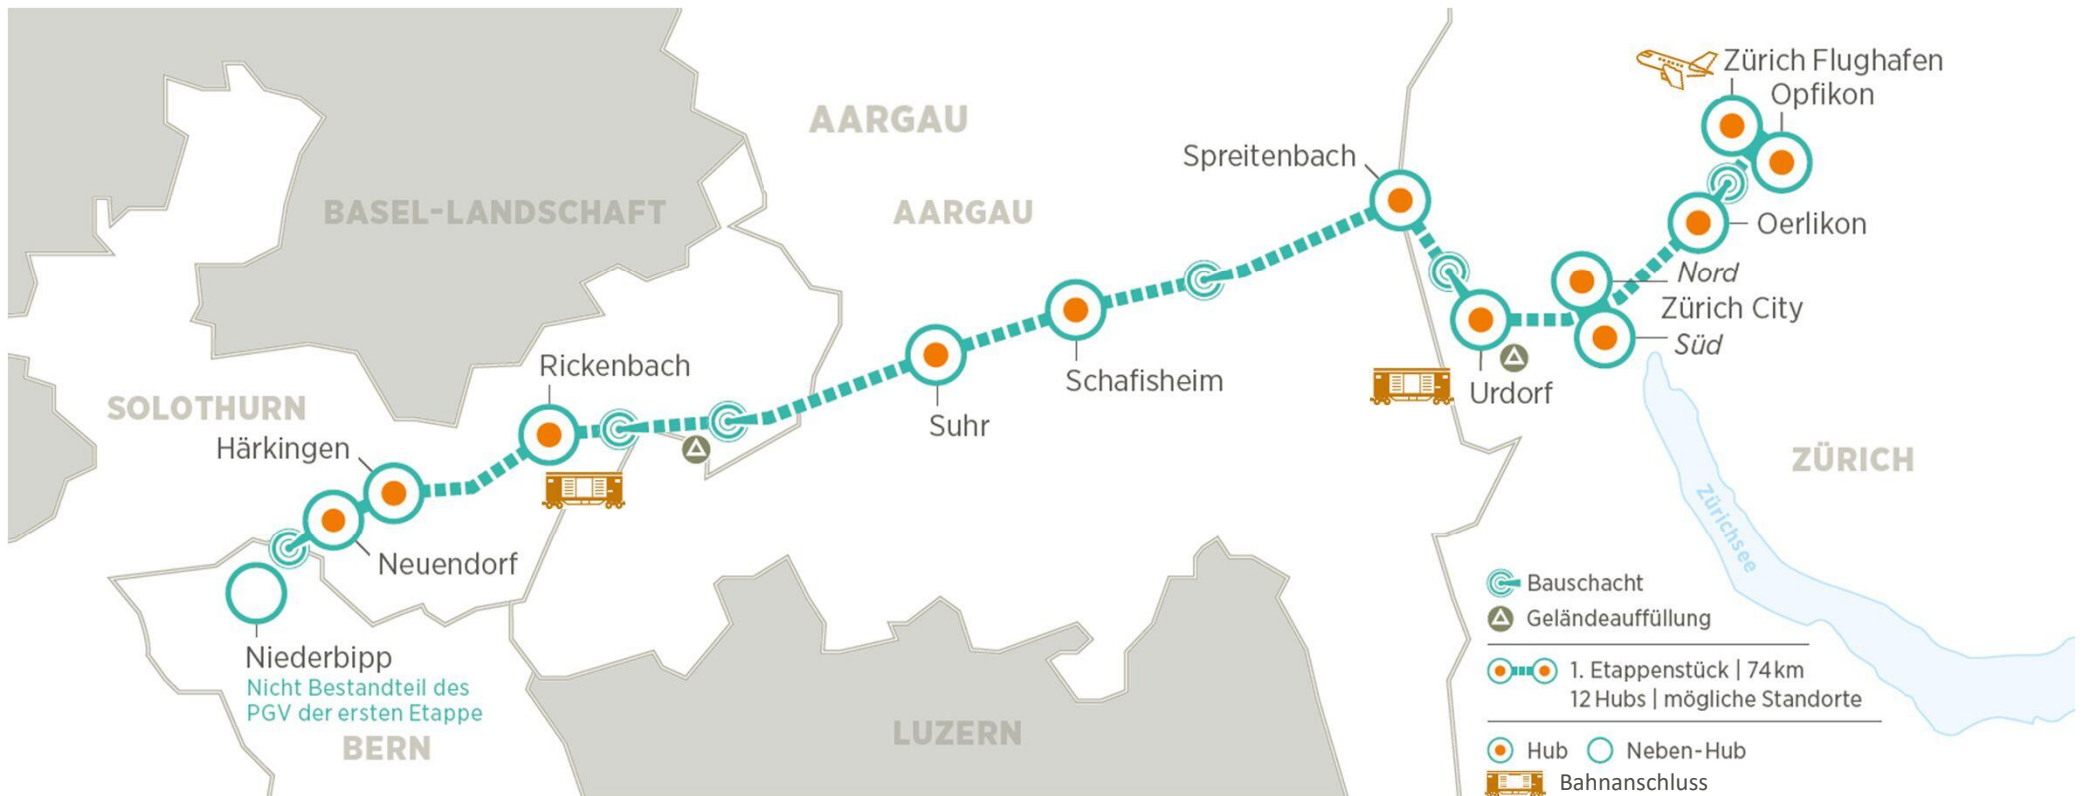 Zürich Flughafen
Opfikon
AARGAU
Spreitenbach
BASEL-LANDSCHAFT
AARGAU
Oerlikon
Nord
Zürich City
Süd
Rickenbach
Schafisheim
Urdorf
SOLOTHURN
Suhr
Härkingen
ZÜRICH
Zürichsee
Neuendorf
Niederbipp
Nicht Bestandteil des
PGV der ersten Etappe
BERN
LUZERN
Bauschacht
Geländeauffüllung
1. Etappenstück | 74 km
12 Hubs | mögliche Standorte
Hub Neben-Hub
Bahnanschluss